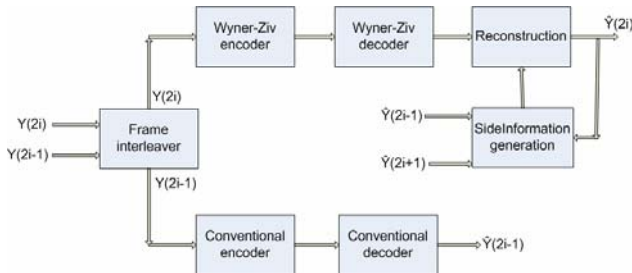 Wyner-Ziv
encoder
Wyner-Ziv
decoder
Reconstruction
Ŷ(2i)
Y(2i)
Y(2i)
Y(2i-1)
Frame
interleaver
Ŷ(2i-1)
Ŷ(2i+1)
SideInformation
generation
Y(2i-1)
Conventional
encoder
Conventional
decoder
Ŷ(2i-1)